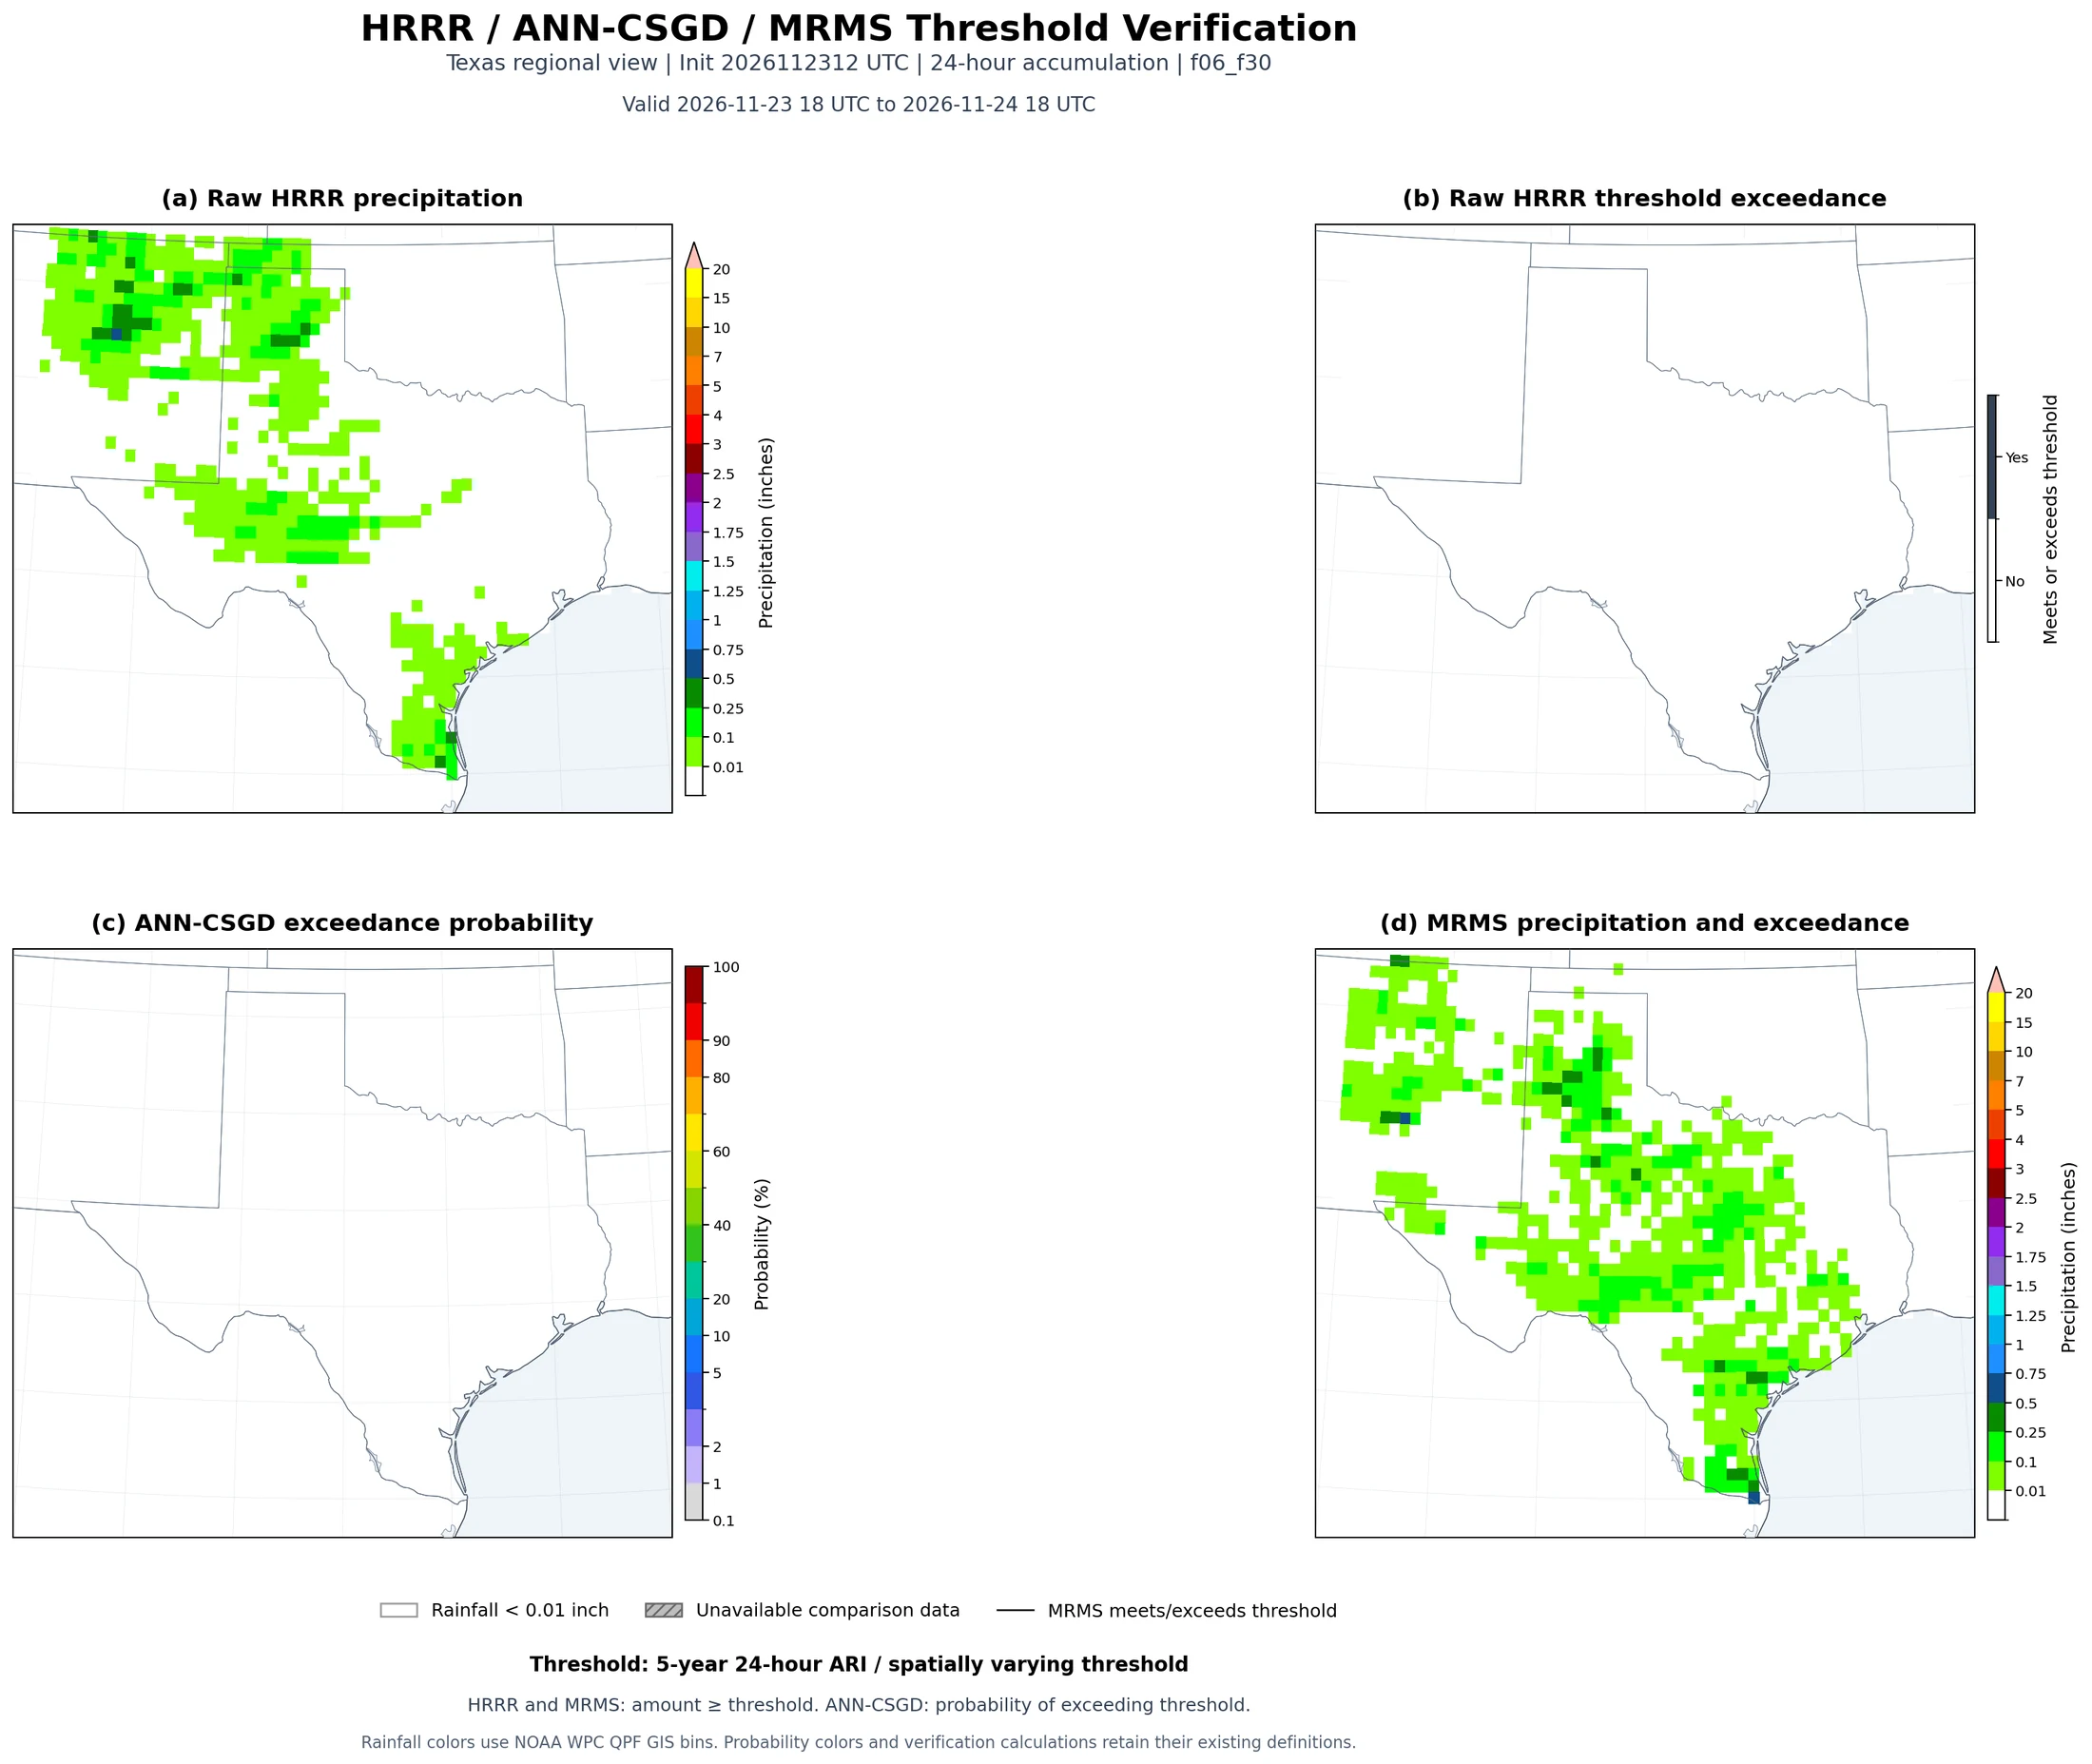 HRRR / ANN-CSGD / MRMS Threshold Verification
Texas regional view | Init 2026112312 UTC | 24-hour accumulation | f06_f30
Valid 2026-11-23 18 UTC to 2026-11-24 18 UTC
(a) Raw HRRR precipitation
20
15
10
7
5
4
3
2.5
2
1.75
1.5
1.25
1
0.75
0.5
0.25
0.1
0.01
Precipitation (inches)
(b) Raw HRRR threshold exceedance
Yes
No
Meets or exceeds threshold
(c) ANN-CSGD exceedance probability
100
90
80
60
40
20
10
5
2
1
0.1
Probability (%)
(d) MRMS precipitation and exceedance
20
15
10
7
5
4
3
2.5
2
1.75
1.5
1.25
1
0.75
0.5
0.25
0.1
0.01
Precipitation (inches)
Rainfall < 0.01 inch
Unavailable comparison data
MRMS meets/exceeds threshold
Threshold: 5-year 24-hour ARI / spatially varying threshold
HRRR and MRMS: amount ≥ threshold. ANN-CSGD: probability of exceeding threshold.
Rainfall colors use NOAA WPC QPF GIS bins. Probability colors and verification calculations retain their existing definitions.